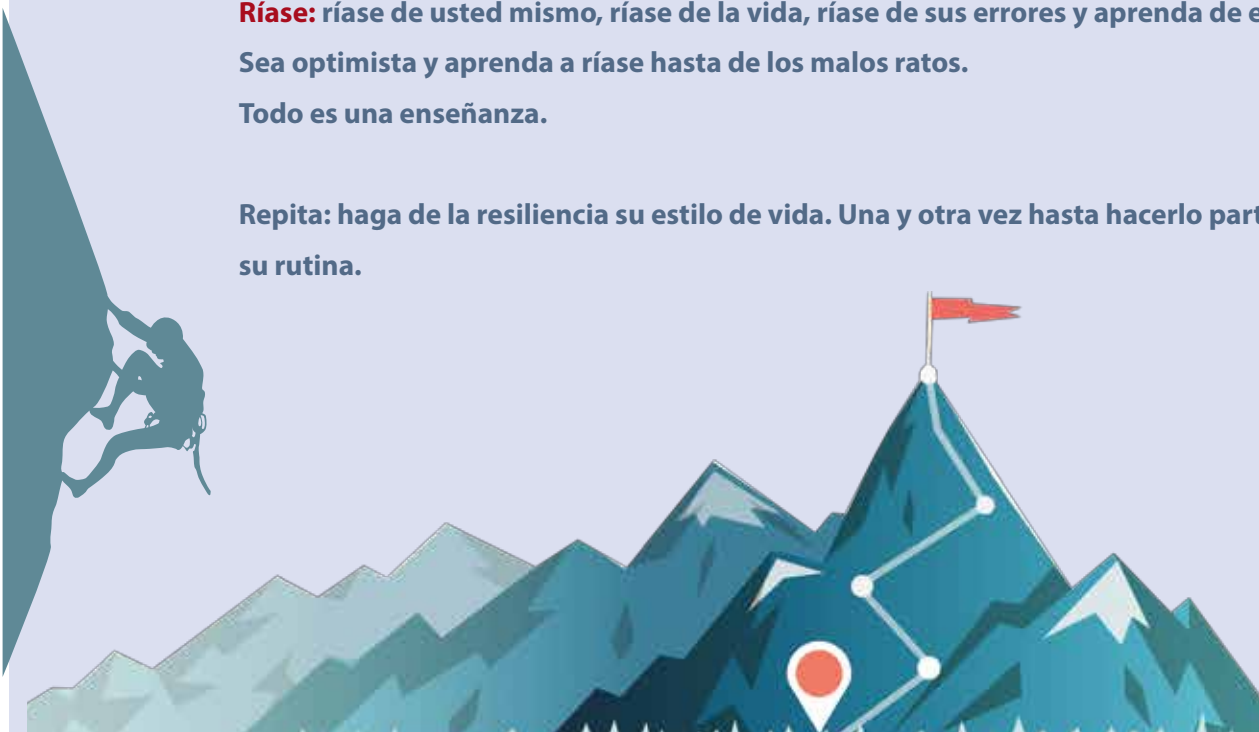 Ríase: ríase de usted mismo, ríase de la vida, ríase de sus errores y aprenda de
Sea optimista y aprenda a ríase hasta de los malos ratos.
Todo es una enseñanza.
Repita: haga de la resiliencia su estilo de vida. Una y otra vez hasta hacerlo
su rutina.